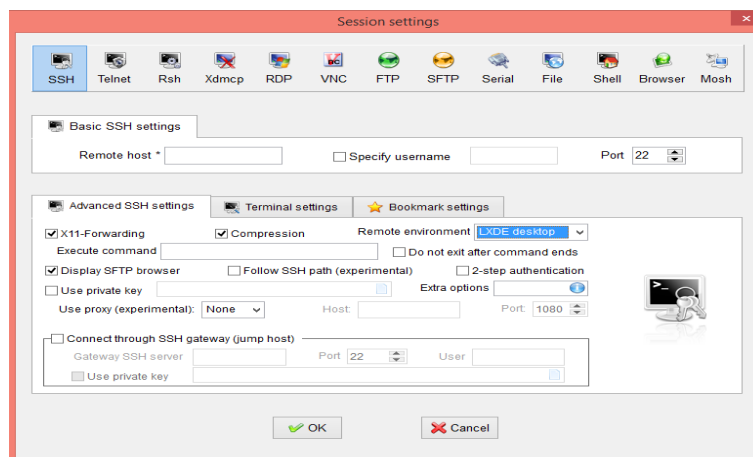 Session settings
SSH Telnet Rsh Xdmcp RDP VNC FTP SFTP Serial File Shell Browser Mosh
Basic SSH settings
Remote host * Specify username Port 22
Advanced SSH settings Terminal settings Bookmark settings
X11-Forwarding Compression Remote environment LXDE desktop
Execute command Do not exit after command ends
Display SFTP browser Follow SSH path (experimental) 2-step authentication
Use private key Extra options
Use proxy (experimental): None Host: Port: 1080
Connect through SSH gateway (jump host)
Gateway SSH server Port 22 User
Use private key
OK Cancel